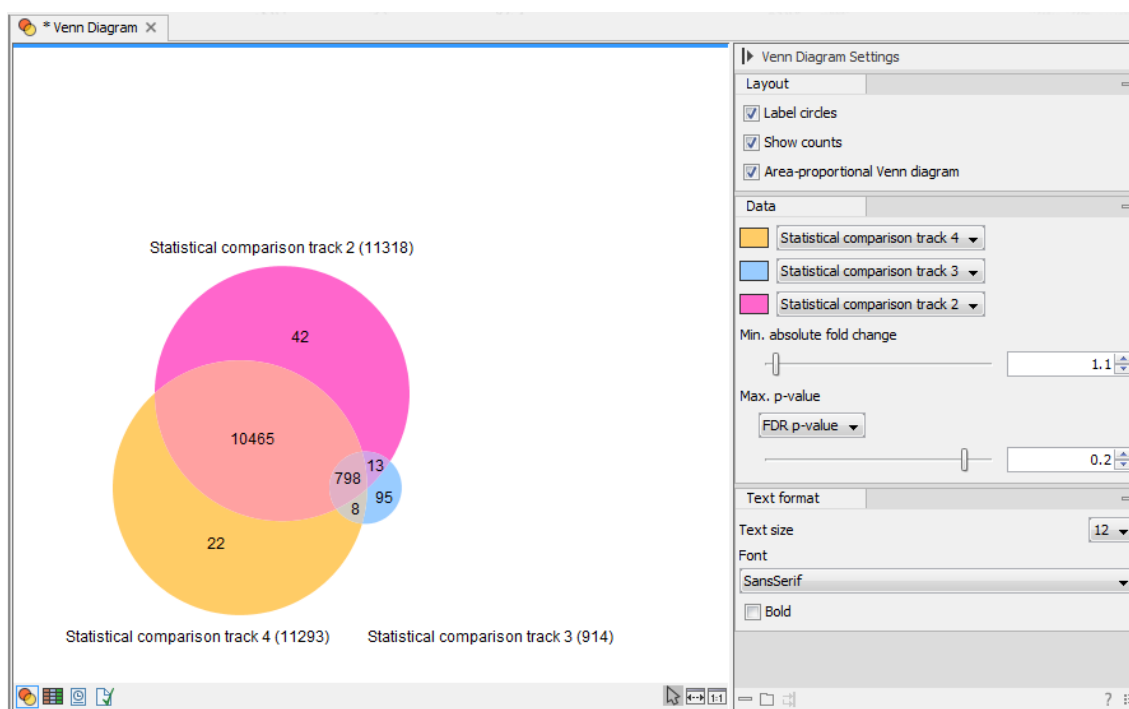 * Venn Diagram
Statistical comparison track 2 (11318)
42
10465
798
13
95
8
22
Statistical comparison track 4 (11293)
Statistical comparison track 3 (914)
1:1
Venn Diagram Settings
Layout
Label circles
Show counts
Area-proportional Venn diagram
Data
Statistical comparison track 4
Statistical comparison track 3
Statistical comparison track 2
Min. absolute fold change
1.1
Max. p-value
FDR p-value
0.2
Text format
Text size
12
Font
SansSerif
Bold
?